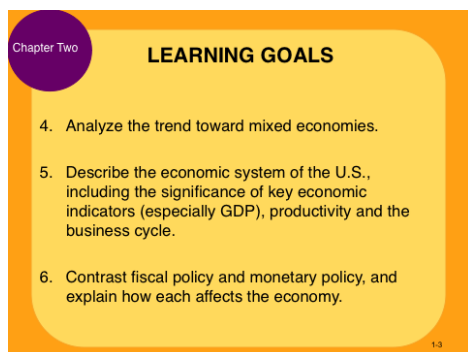 Chapter Two
LEARNING GOALS
4. Analyze the trend toward mixed economies.
5. Describe the economic system of the U.S.,
including the significance of key economic
indicators (especially GDP), productivity and the
business cycle.
6. Contrast fiscal policy and monetary policy, and
explain how each affects the economy.
1-3